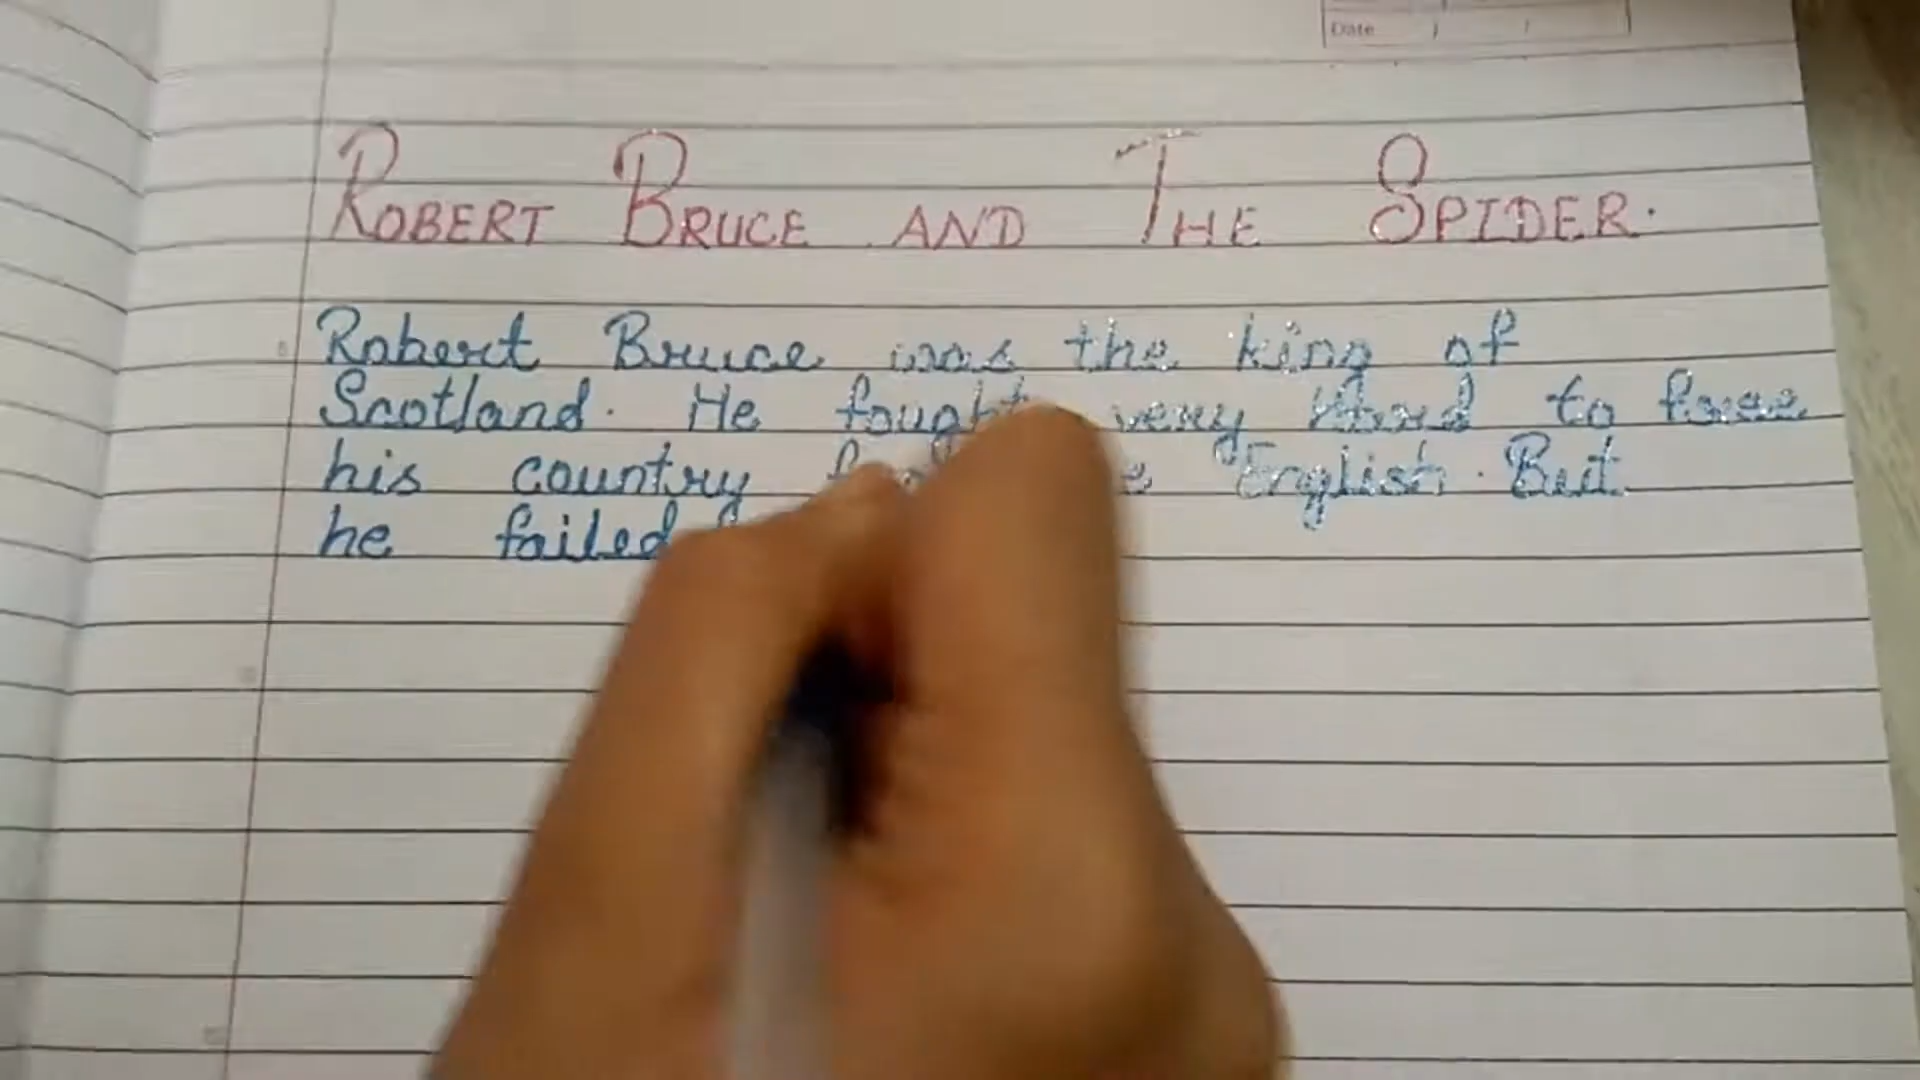 Date / /
ROBERT BRUCE AND THE SPIDER.
Robert Bruce was the king of
Scotland. He fought very Hard to free
his country English. But
he failed